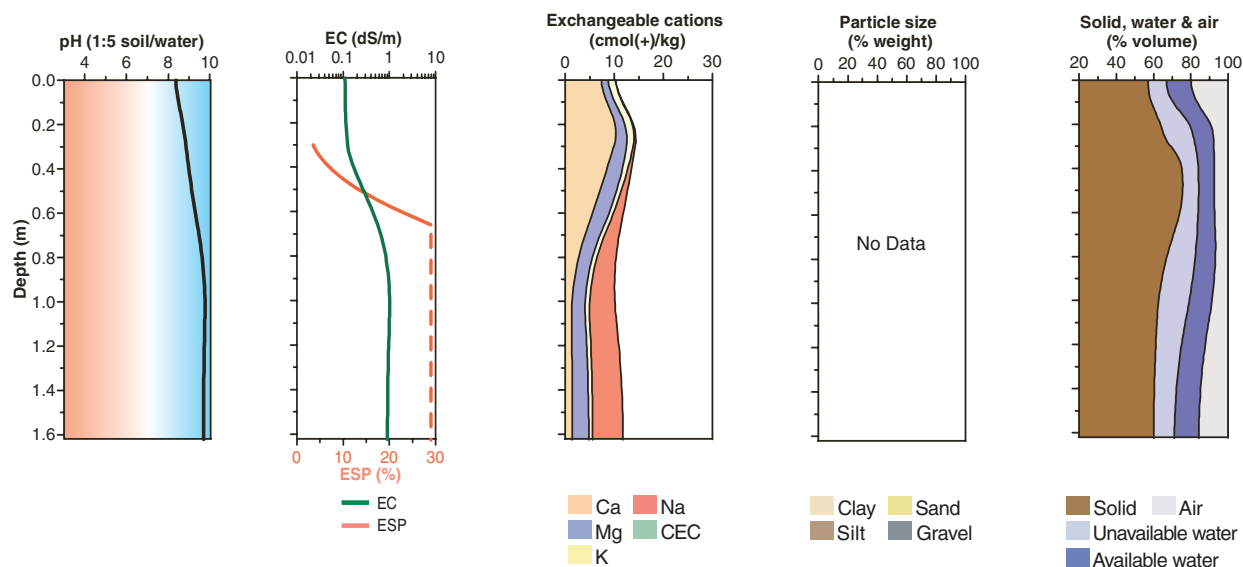 pH (1:5 soil/water)
4 6 8 10
Depth (m)
0.0
0.2
0.4
0.6
0.8
1.0
1.2
1.4
1.6
EC (dS/m)
0.01 0.1 1 10
0 10 20 30
ESP (%)
EC
ESP
Exchangeable cations
(cmol(+)/kg)
0 10 20 30
Ca Na
Mg CEC
K
Particle size
(% weight)
0 20 40 60 80 100
No Data
Clay Sand
Silt Gravel
Solid, water & air
(% volume)
20 40 60 80 100
Solid Air
Unavailable water
Available water